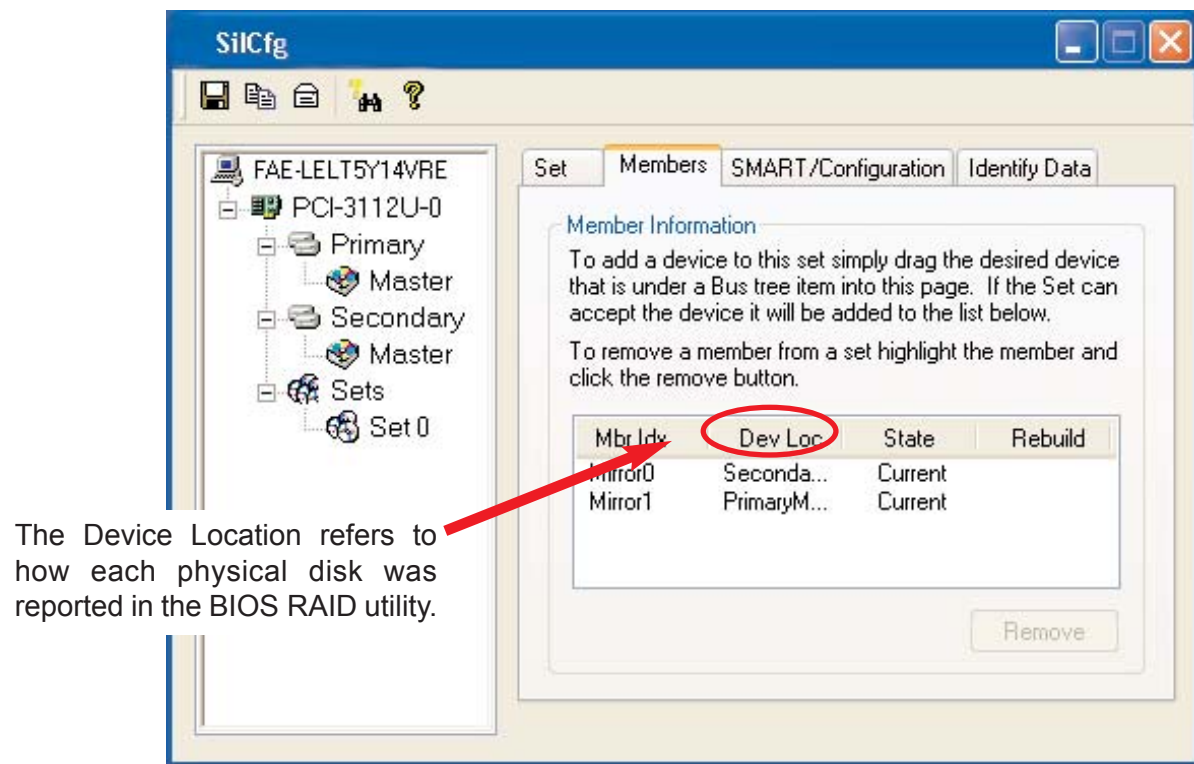 SilCfg
FAE-LELT5Y14VRE
PCI-3112U-0
Primary
Master
Secondary
Master
Sets
Set 0
Set Members SMART/Configuration Identify Data
Member Information
To add a device to this set simply drag the desired device
that is under a Bus tree item into this page. If the Set can
accept the device it will be added to the list below.
To remove a member from a set highlight the member and
click the remove button.
Mbr Idx Dev Loc State Rebuild
Mirror0 Seconda... Current
Mirror1 PrimaryM... Current
Remove
The Device Location refers to
how each physical disk was
reported in the BIOS RAID utility.